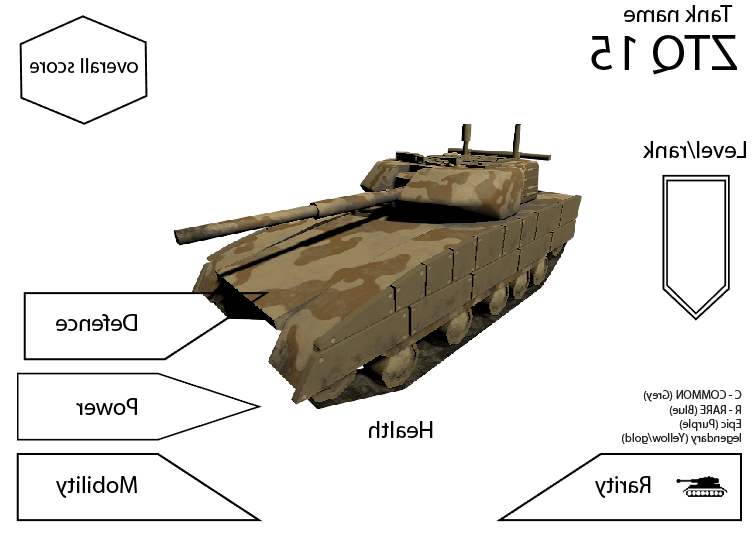 Tank name
ZTQ 15
overall score
Level/rank
Defence
Power
Mobility
Health
C - COMMON (Grey)
R - RARE (Blue)
Epic (Purple)
legendary (Yellow/gold)
Rarity